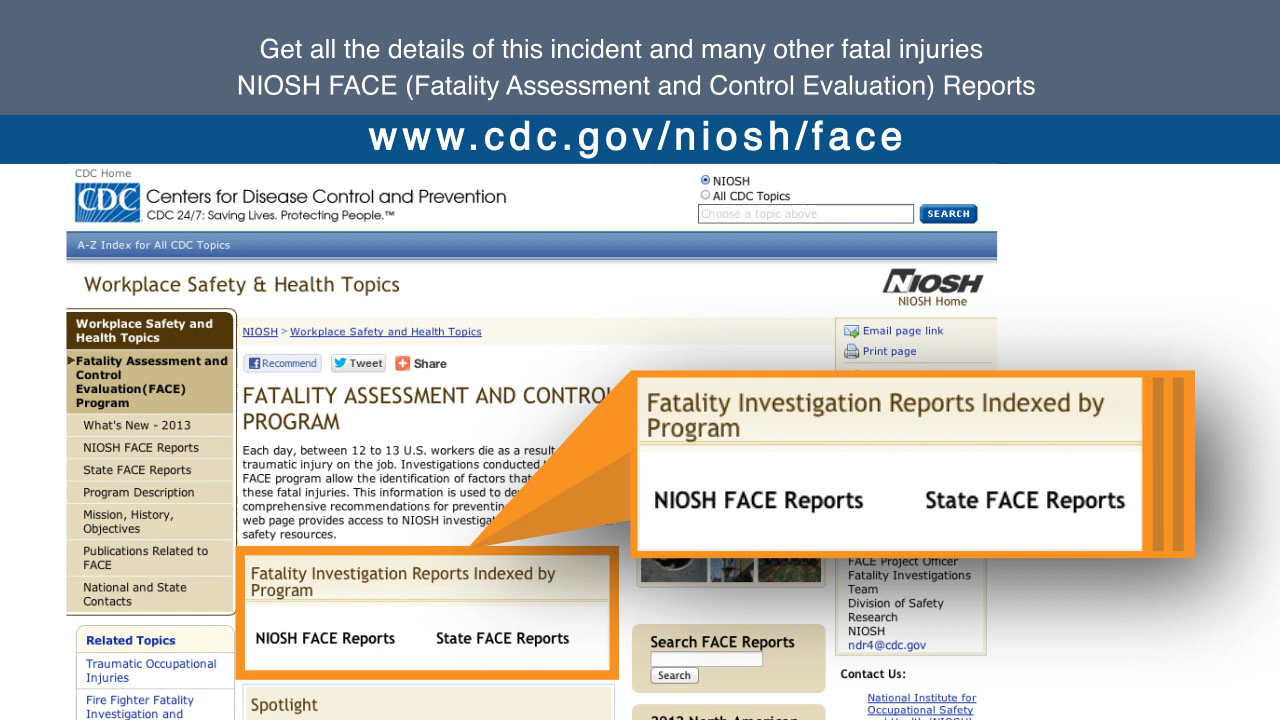 Get all the details of this incident and many other fatal injuries
NIOSH FACE (Fatality Assessment and Control Evaluation) Reports
www.cdc.gov/niosh/face
CDC Home
CDC Centers for Disease Control and Prevention
CDC 24/7: Saving Lives. Protecting People.™
NIOSH
All CDC Topics
Choose a topic above
SEARCH
A-Z Index for All CDC Topics
Workplace Safety & Health Topics
NIOSH
NIOSH Home
Workplace Safety and
Health Topics
Fatality Assessment and
Control
Evaluation(FACE)
Program
What's New - 2013
NIOSH FACE Reports
State FACE Reports
Program Description
Mission, History,
Objectives
Publications Related to
FACE
National and State
Contacts
Related Topics
Traumatic Occupational
Injuries
Fire Fighter Fatality
Investigation and
NIOSH > Workplace Safety and Health Topics
Recommend
Tweet
Share
FATALITY ASSESSMENT AND CONTROL
PROGRAM
Each day, between 12 to 13 U.S. workers die as a result
traumatic injury on the job. Investigations conducted
FACE program allow the identification of factors that
these fatal injuries. This information is used to
comprehensive recommendations for
web page provides access to NIOSH
safety resources.
Fatality Investigation Reports Indexed by
Program
NIOSH FACE Reports State FACE Reports
Spotlight
Fatality Investigation Reports Indexed by
Program
NIOSH FACE Reports State FACE Reports
Search FACE Reports
Search
2013 North American
Email page link
Print page
FACE Project Officer
Fatality Investigations
Team
Division of Safety
Research
NIOSH
ndr4@cdc.gov
Contact Us:
National Institute for
Occupational Safety
and Health (NIOSH)